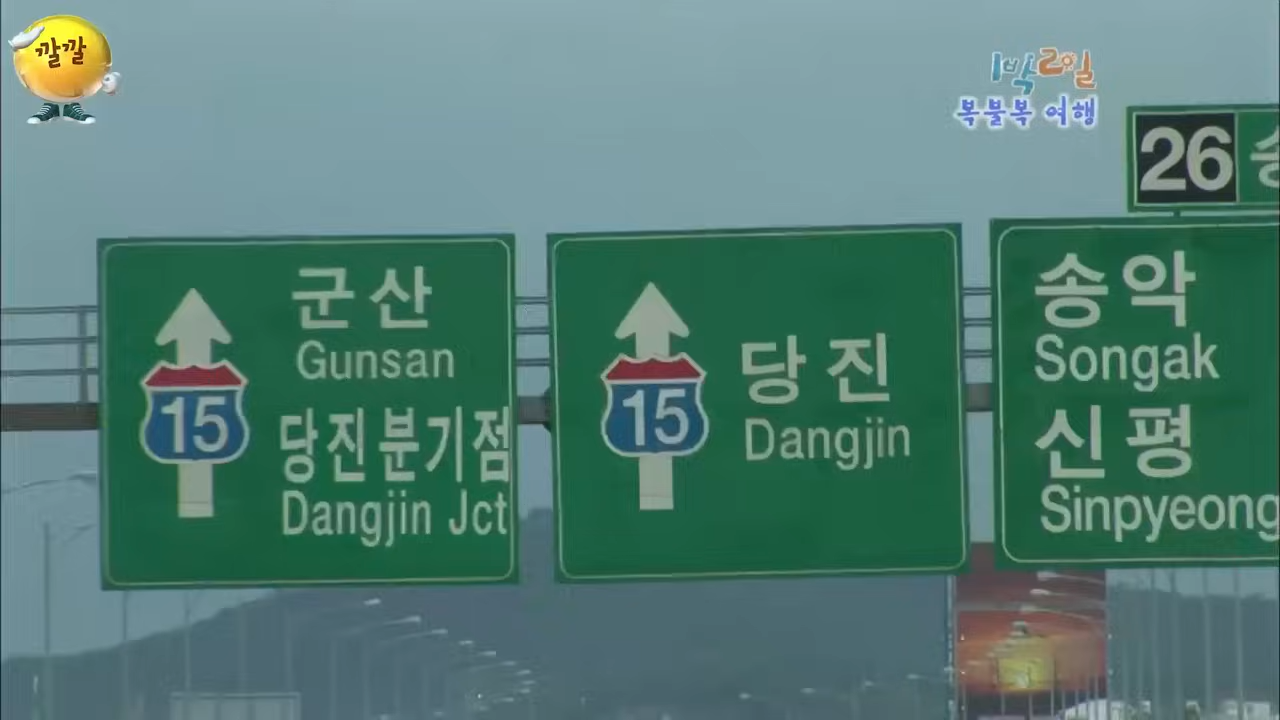 깔깔
1박2일
복불복 여행
26 송
군산
Gunsan
당진분기점
Dangjin Jct
15
당진
Dangjin
15
송악
Songak
신평
Sinpyeong